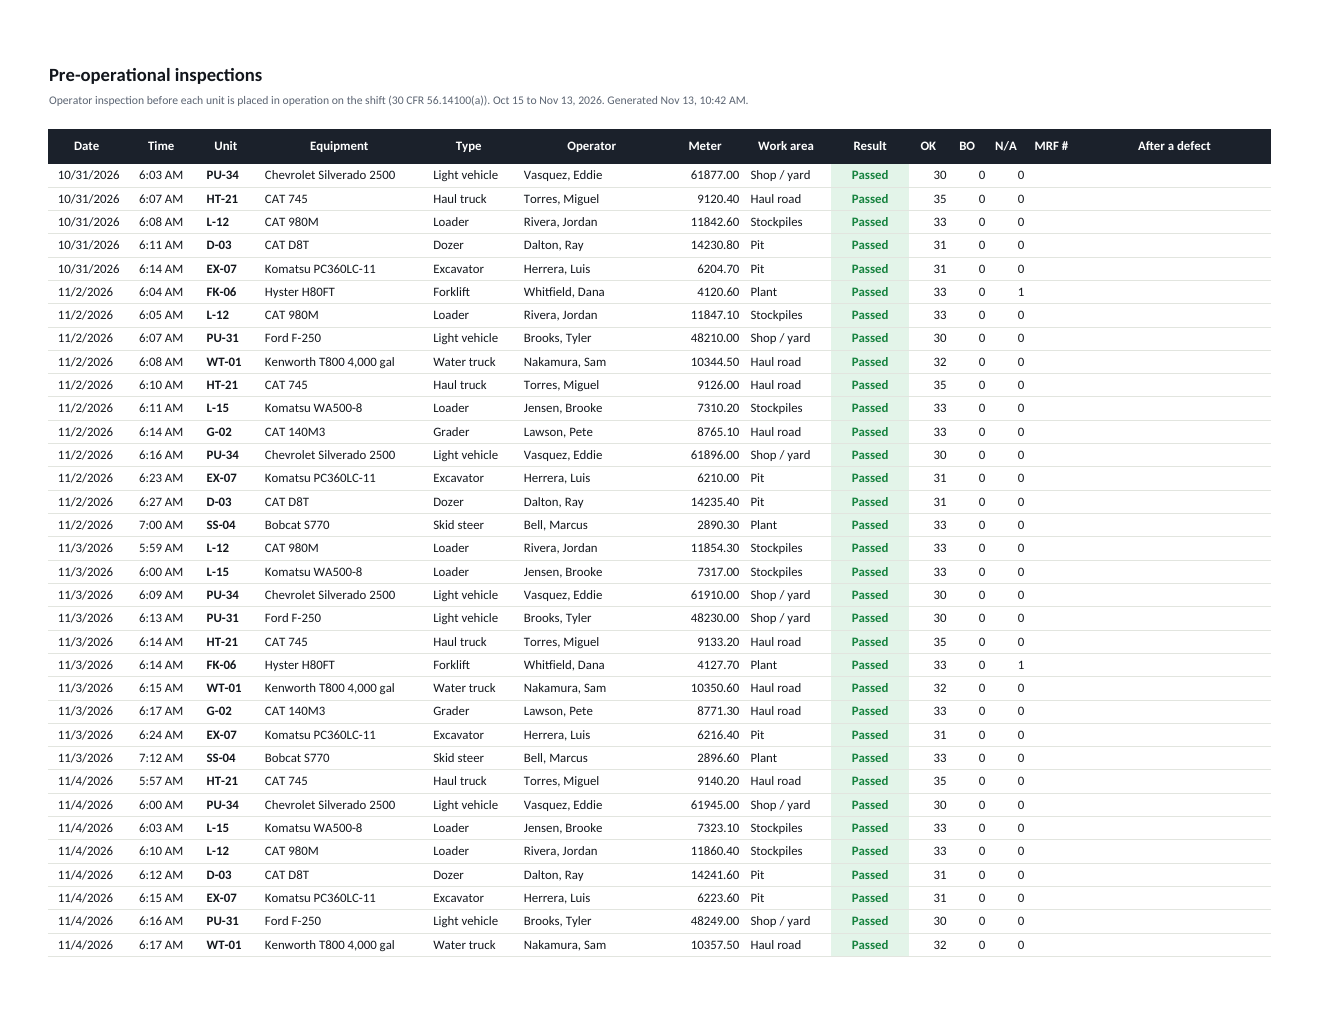 Pre-operational inspections
Operator inspection before each unit is placed in operation on the shift (30 CFR 56.14100(a)). Oct 15 to Nov 13, 2026. Generated Nov 13, 10:42 AM.
Date Time Unit Equipment Type Operator Meter Work area Result OK BO N/A MRF # After a defect
10/31/2026 6:03 AM PU-34 Chevrolet Silverado 2500 Light vehicle Vasquez, Eddie 61877.00 Shop / yard Passed 30 0 0
10/31/2026 6:07 AM HT-21 CAT 745 Haul truck Torres, Miguel 9120.40 Haul road Passed 35 0 0
10/31/2026 6:08 AM L-12 CAT 980M Loader Rivera, Jordan 11842.60 Stockpiles Passed 33 0 0
10/31/2026 6:11 AM D-03 CAT D8T Dozer Dalton, Ray 14230.80 Pit Passed 31 0 0
10/31/2026 6:14 AM EX-07 Komatsu PC360LC-11 Excavator Herrera, Luis 6204.70 Pit Passed 31 0 0
11/2/2026 6:04 AM FK-06 Hyster H80FT Forklift Whitfield, Dana 4120.60 Plant Passed 33 0 1
11/2/2026 6:05 AM L-12 CAT 980M Loader Rivera, Jordan 11847.10 Stockpiles Passed 33 0 0
11/2/2026 6:07 AM PU-31 Ford F-250 Light vehicle Brooks, Tyler 48210.00 Shop / yard Passed 30 0 0
11/2/2026 6:08 AM WT-01 Kenworth T800 4,000 gal Water truck Nakamura, Sam 10344.50 Haul road Passed 32 0 0
11/2/2026 6:10 AM HT-21 CAT 745 Haul truck Torres, Miguel 9126.00 Haul road Passed 35 0 0
11/2/2026 6:11 AM L-15 Komatsu WA500-8 Loader Jensen, Brooke 7310.20 Stockpiles Passed 33 0 0
11/2/2026 6:14 AM G-02 CAT 140M3 Grader Lawson, Pete 8765.10 Haul road Passed 33 0 0
11/2/2026 6:16 AM PU-34 Chevrolet Silverado 2500 Light vehicle Vasquez, Eddie 61896.00 Shop / yard Passed 30 0 0
11/2/2026 6:23 AM EX-07 Komatsu PC360LC-11 Excavator Herrera, Luis 6210.00 Pit Passed 31 0 0
11/2/2026 6:27 AM D-03 CAT D8T Dozer Dalton, Ray 14235.40 Pit Passed 31 0 0
11/2/2026 7:00 AM SS-04 Bobcat S770 Skid steer Bell, Marcus 2890.30 Plant Passed 33 0 0
11/3/2026 5:59 AM L-12 CAT 980M Loader Rivera, Jordan 11854.30 Stockpiles Passed 33 0 0
11/3/2026 6:00 AM L-15 Komatsu WA500-8 Loader Jensen, Brooke 7317.00 Stockpiles Passed 33 0 0
11/3/2026 6:09 AM PU-34 Chevrolet Silverado 2500 Light vehicle Vasquez, Eddie 61910.00 Shop / yard Passed 30 0 0
11/3/2026 6:13 AM PU-31 Ford F-250 Light vehicle Brooks, Tyler 48230.00 Shop / yard Passed 30 0 0
11/3/2026 6:14 AM HT-21 CAT 745 Haul truck Torres, Miguel 9133.20 Haul road Passed 35 0 0
11/3/2026 6:14 AM FK-06 Hyster H80FT Forklift Whitfield, Dana 4127.70 Plant Passed 33 0 1
11/3/2026 6:15 AM WT-01 Kenworth T800 4,000 gal Water truck Nakamura, Sam 10350.60 Haul road Passed 32 0 0
11/3/2026 6:17 AM G-02 CAT 140M3 Grader Lawson, Pete 8771.30 Haul road Passed 33 0 0
11/3/2026 6:24 AM EX-07 Komatsu PC360LC-11 Excavator Herrera, Luis 6216.40 Pit Passed 31 0 0
11/3/2026 7:12 AM SS-04 Bobcat S770 Skid steer Bell, Marcus 2896.60 Plant Passed 33 0 0
11/4/2026 5:57 AM HT-21 CAT 745 Haul truck Torres, Miguel 9140.20 Haul road Passed 35 0 0
11/4/2026 6:00 AM PU-34 Chevrolet Silverado 2500 Light vehicle Vasquez, Eddie 61945.00 Shop / yard Passed 30 0 0
11/4/2026 6:03 AM L-15 Komatsu WA500-8 Loader Jensen, Brooke 7323.10 Stockpiles Passed 33 0 0
11/4/2026 6:10 AM L-12 CAT 980M Loader Rivera, Jordan 11860.40 Stockpiles Passed 33 0 0
11/4/2026 6:12 AM D-03 CAT D8T Dozer Dalton, Ray 14241.60 Pit Passed 31 0 0
11/4/2026 6:15 AM EX-07 Komatsu PC360LC-11 Excavator Herrera, Luis 6223.60 Pit Passed 31 0 0
11/4/2026 6:16 AM PU-31 Ford F-250 Light vehicle Brooks, Tyler 48249.00 Shop / yard Passed 30 0 0
11/4/2026 6:17 AM WT-01 Kenworth T800 4,000 gal Water truck Nakamura, Sam 10357.50 Haul road Passed 32 0 0